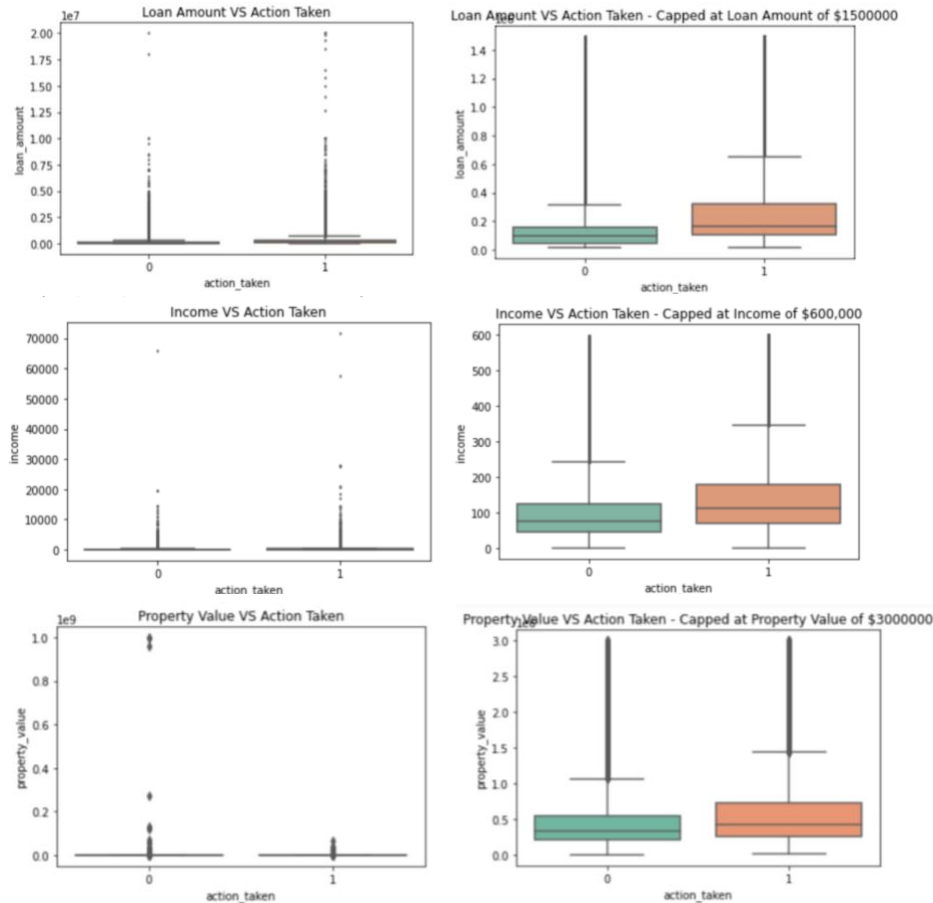 Loan Amount VS Action Taken
1e7
2.00
1.75
1.50
1.25
1.00
0.75
0.50
0.25
0.00
loan_amount
0 1
action_taken
Loan Amount VS Action Taken - Capped at Loan Amount of $1500000
1.4
1.2
1.0
0.8
0.6
0.4
0.2
0.0
loan_amount
0 1
action_taken
Income VS Action Taken
70000
60000
50000
40000
30000
20000
10000
0
income
0 1
action_taken
Income VS Action Taken - Capped at Income of $600,000
600
500
400
300
200
100
0
income
0 1
action_taken
Property Value VS Action Taken
1e9
1.0
0.8
0.6
0.4
0.2
0.0
property_value
0 1
action_taken
Property Value VS Action Taken - Capped at Property Value of $3000000
3.0
2.5
2.0
1.5
1.0
0.5
0.0
property_value
0 1
action_taken